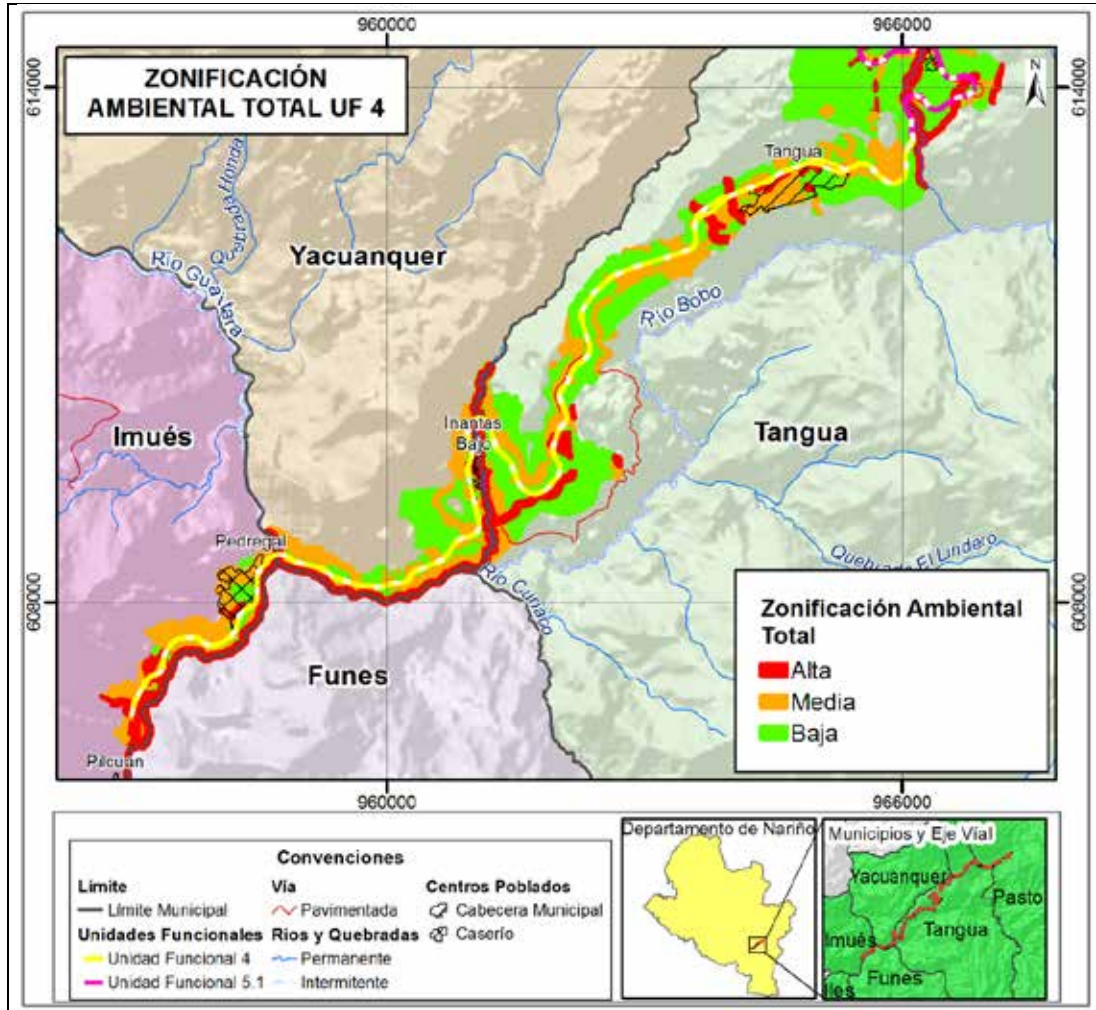 960000
966000
ZONIFICACIÓN
AMBIENTAL TOTAL UF 4
N
614000
614000
Tangua
Quebrada Honda
Yacuanquer
Río Guaitara
Río Bobo
Imués
Inantas
Bajo
Tangua
Pedregal
Quebrada El Lindero
Río Curiaco
608000
608000
Funes
Pilcuan
Zonificación Ambiental
Total
Alta
Media
Baja
960000
966000
Convenciones
Límite
Límite Municipal
Unidades Funcionales
Unidad Funcional 4
Unidad Funcional 5.1
Vía
Pavimentada
Rios y Quebradas
Permanente
Intermitente
Centros Poblados
Cabecera Municipal
Caserío
Departamento de Nariño
Municipios y Eje Vial
Yacuanquer
Pasto
Imués
Tangua
Funes
Iles